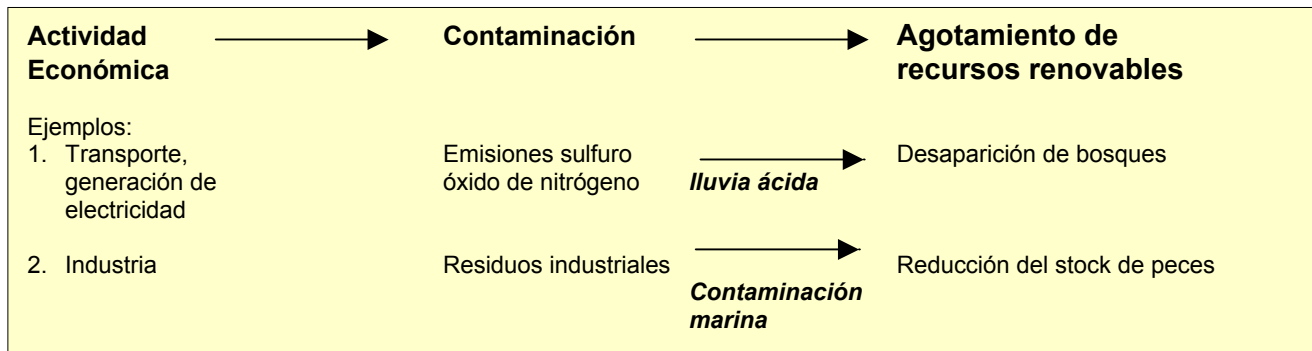 Actividad Económica
Contaminación
Agotamiento de recursos renovables
Ejemplos:
1. Transporte,
generación de
electricidad
Emisiones sulfuro
óxido de nitrógeno
lluvia ácida
Desaparición de bosques
2. Industria
Residuos industriales
Contaminación
marina
Reducción del stock de peces